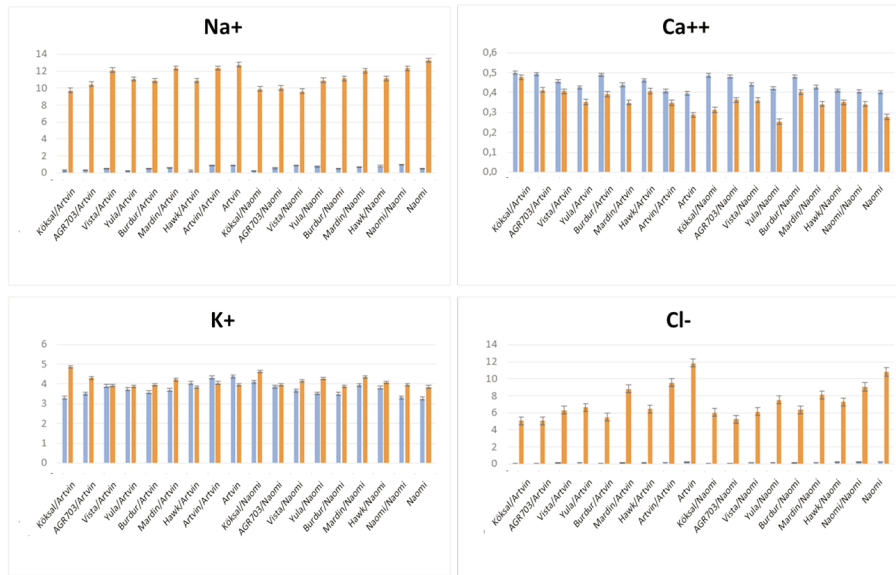 Na+
14
12
10
8
6
4
2
0
Köksal/Artvin
AGR703/Artvin
Vista/Artvin
Yula/Artvin
Burdur/Artvin
Mardin/Artvin
Hawk/Artvin
Artvin/Artvin
Artvin
Köksal/Naomi
AGR703/Naomi
Vista/Naomi
Yula/Naomi
Burdur/Naomi
Mardin/Naomi
Hawk/Naomi
Naomi/Naomi
Naomi
Ca++
0,6
0,5
0,4
0,3
0,2
0,1
0,0
Köksal/Artvin
AGR703/Artvin
Vista/Artvin
Yula/Artvin
Burdur/Artvin
Mardin/Artvin
Hawk/Artvin
Artvin/Artvin
Artvin
Köksal/Naomi
AGR703/Naomi
Vista/Naomi
Yula/Naomi
Burdur/Naomi
Mardin/Naomi
Hawk/Naomi
Naomi/Naomi
Naomi
K+
6
5
4
3
2
1
0
Köksal/Artvin
AGR703/Artvin
Vista/Artvin
Yula/Artvin
Burdur/Artvin
Mardin/Artvin
Hawk/Artvin
Artvin/Artvin
Artvin
Köksal/Naomi
AGR703/Naomi
Vista/Naomi
Yula/Naomi
Burdur/Naomi
Mardin/Naomi
Hawk/Naomi
Naomi/Naomi
Naomi
Cl-
14
12
10
8
6
4
2
0
Köksal/Artvin
AGR703/Artvin
Vista/Artvin
Yula/Artvin
Burdur/Artvin
Mardin/Artvin
Hawk/Artvin
Artvin/Artvin
Artvin
Köksal/Naomi
AGR703/Naomi
Vista/Naomi
Yula/Naomi
Burdur/Naomi
Mardin/Naomi
Hawk/Naomi
Naomi/Naomi
Naomi